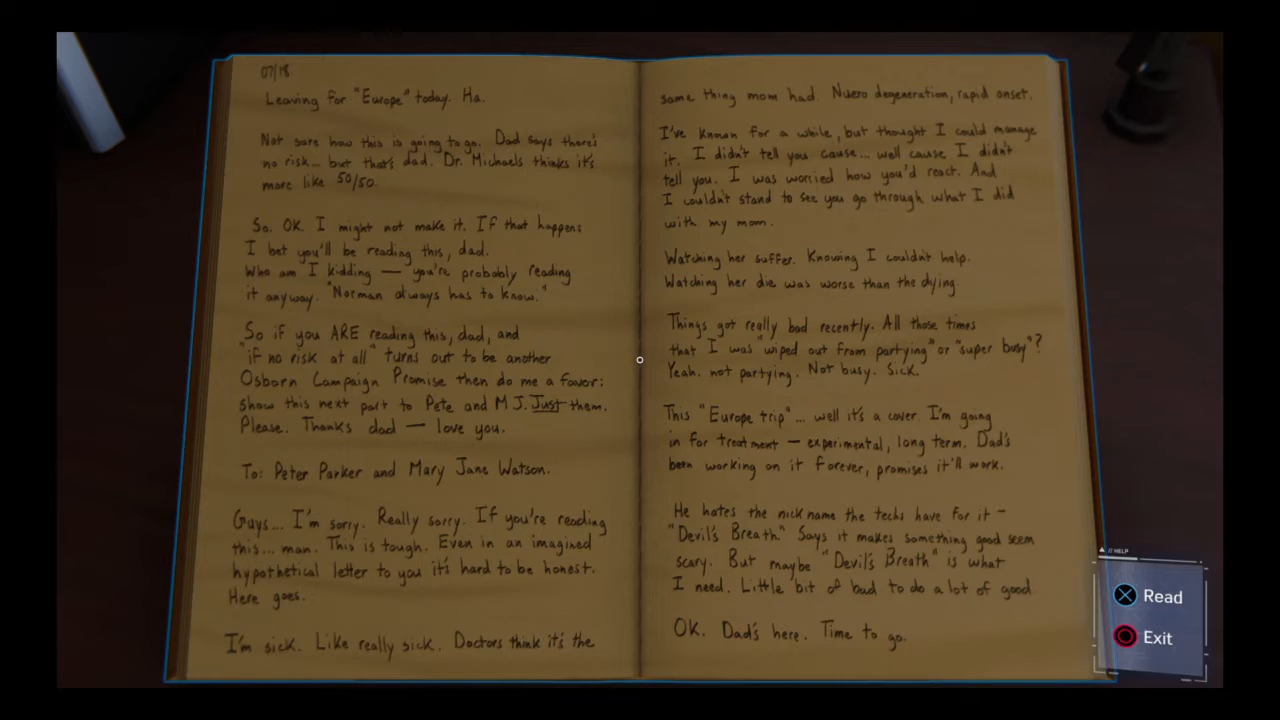 07/18
Leaving for "Europe" today. Ha.
Not sure how this is going to go. Dad says there's
no risk... but that's dad. Dr. Michaels thinks it's
more like 50/50.
So. OK. I might not make it. If that happens
I bet you'll be reading this, dad.
Who am I kidding — you're probably reading
it anyway. "Norman always has to know."
So if you ARE reading this, dad, and
"if no risk at all" turns out to be another
Osborn Campaign Promise then do me a favor:
show this next part to Pete and MJ. Just them.
Please. Thanks dad — love you.
To: Peter Parker and Mary Jane Watson.
Guys... I'm sorry. Really sorry. If you're reading
this... man. This is tough. Even in an imagined
hypothetical letter to you it's hard to be honest.
Here goes.
I'm sick. Like really sick. Doctors think it's the
same thing mom had. Nuero degeneration, rapid onset.
I've known for a while, but thought I could manage
it. I didn't tell you cause... well cause I didn't
tell you. I was worried how you'd react. And
I couldn't stand to see you go through what I did
with my mom.
Watching her suffer. Knowing I couldn't help.
Watching her die was worse than the dying
Things got really bad recently. All those times
that I was "wiped out from partying" or "super busy"?
Yeah. not partying. Not busy. Sick.
This "Europe trip"... well it's a cover. I'm going
in for treatment — experimental, long term. Dad's
been working on it forever, promises it'll work.
He hates the nickname the techs have for it -
"Devil's Breath." Says it makes something good seem
scary. But maybe "Devil's Breath" is what
I need. Little bit of bad to do a lot of good.
OK. Dad's here. Time to go.
// HELP
Read
Exit